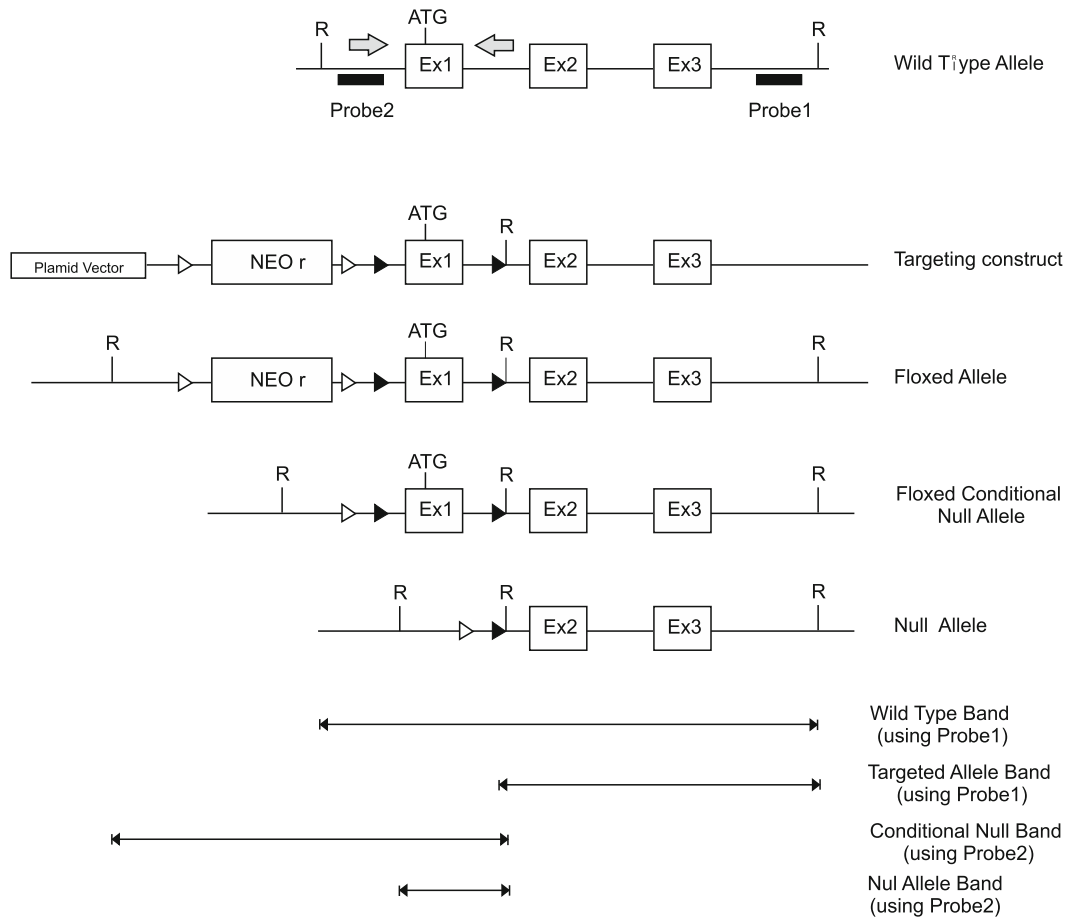 ATG
R
R
Ex1
Ex2
Ex3
Wild TRIype Allele
Probe2
Probe1
ATG
R
Plamid Vector
NEO r
Ex1
Ex2
Ex3
Targeting construct
R
ATG
R
R
NEO r
Ex1
Ex2
Ex3
Floxed Allele
R
ATG
R
R
Ex1
Ex2
Ex3
Floxed Conditional
Null Allele
R
R
R
Ex2
Ex3
Null Allele
Wild Type Band
(using Probe1)
Targeted Allele Band
(using Probe1)
Conditional Null Band
(using Probe2)
Nul Allele Band
(using Probe2)